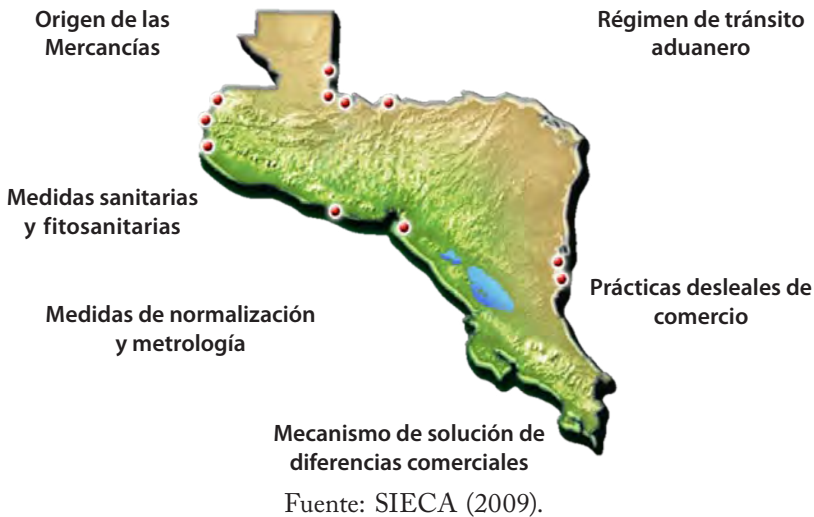 Origen de las
Mercancías
Régimen de tránsito
aduanero
Medidas sanitarias
y fitosanitarias
Prácticas desleales de
comercio
Medidas de normalización
y metrología
Mecanismo de solución de
diferencias comerciales
Fuente: SIECA (2009).